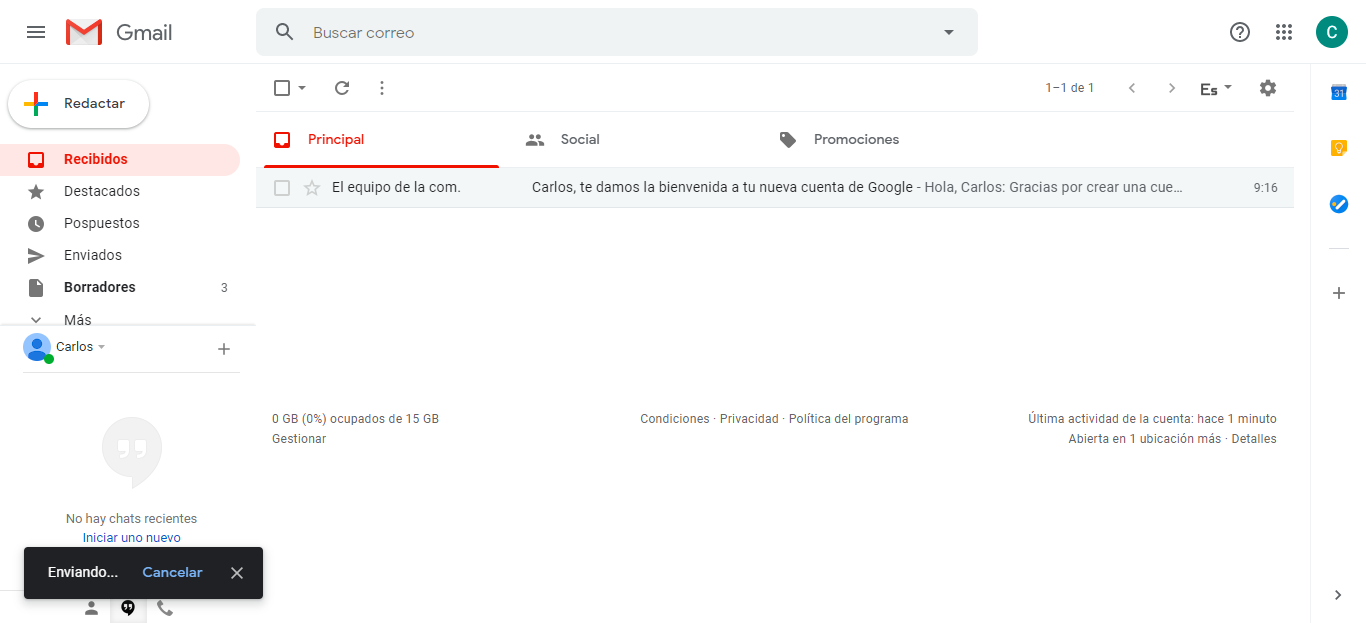 Gmail
Buscar correo
C
Redactar
1–1 de 1
Es
31
Recibidos
Principal
Social
Promociones
El equipo de la com. Carlos, te damos la bienvenida a tu nueva cuenta de Google - Hola, Carlos: Gracias por crear una cue… 9:16
Destacados
Pospuestos
Enviados
Borradores 3
Más
Carlos
0 GB (0%) ocupados de 15 GB
Gestionar
Condiciones · Privacidad · Política del programa
Última actividad de la cuenta: hace 1 minuto
Abierta en 1 ubicación más · Detalles
No hay chats recientes
Iniciar uno nuevo
Enviando... Cancelar